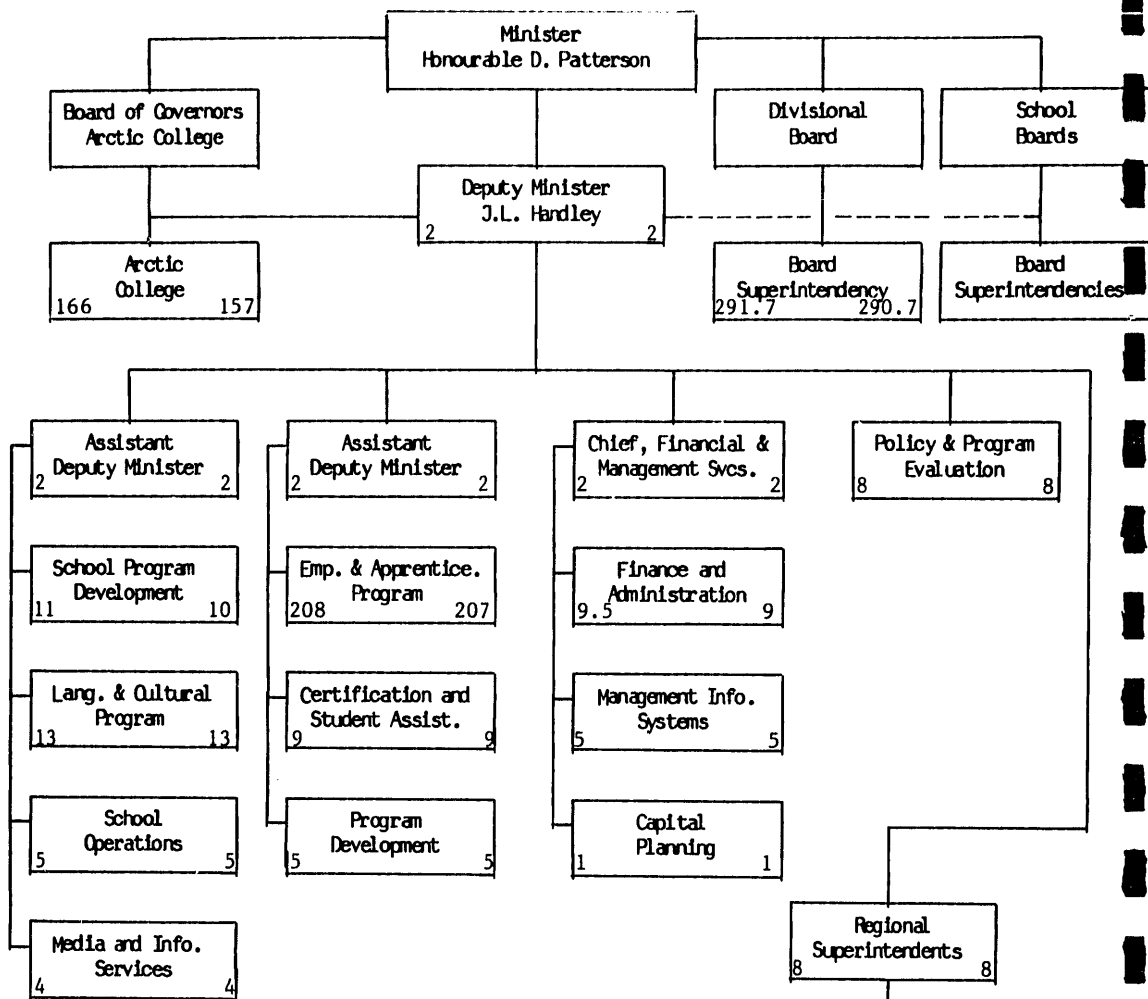 Minister
Honourable D. Patterson
Board of Governors
Arctic College
Divisional
Board
School
Boards
Deputy Minister
J.L. Handley
2 2
Arctic
College
166 157
Board
Superintendency
291.7 290.7
Board
Superintendencies
Assistant
Deputy Minister
2 2
Assistant
Deputy Minister
2 2
Chief, Financial &
Management Svcs.
2 2
Policy & Program
Evaluation
8 8
School Program
Development
11 10
Emp. & Apprentice.
Program
208 207
Finance and
Administration
9.5 9
Lang. & Cultural
Program
13 13
Certification and
Student Assist.
9 9
Management Info.
Systems
5 5
School
Operations
5 5
Program
Development
5 5
Capital
Planning
1 1
Media and Info.
Services
4 4
Regional
Superintendents
8 8